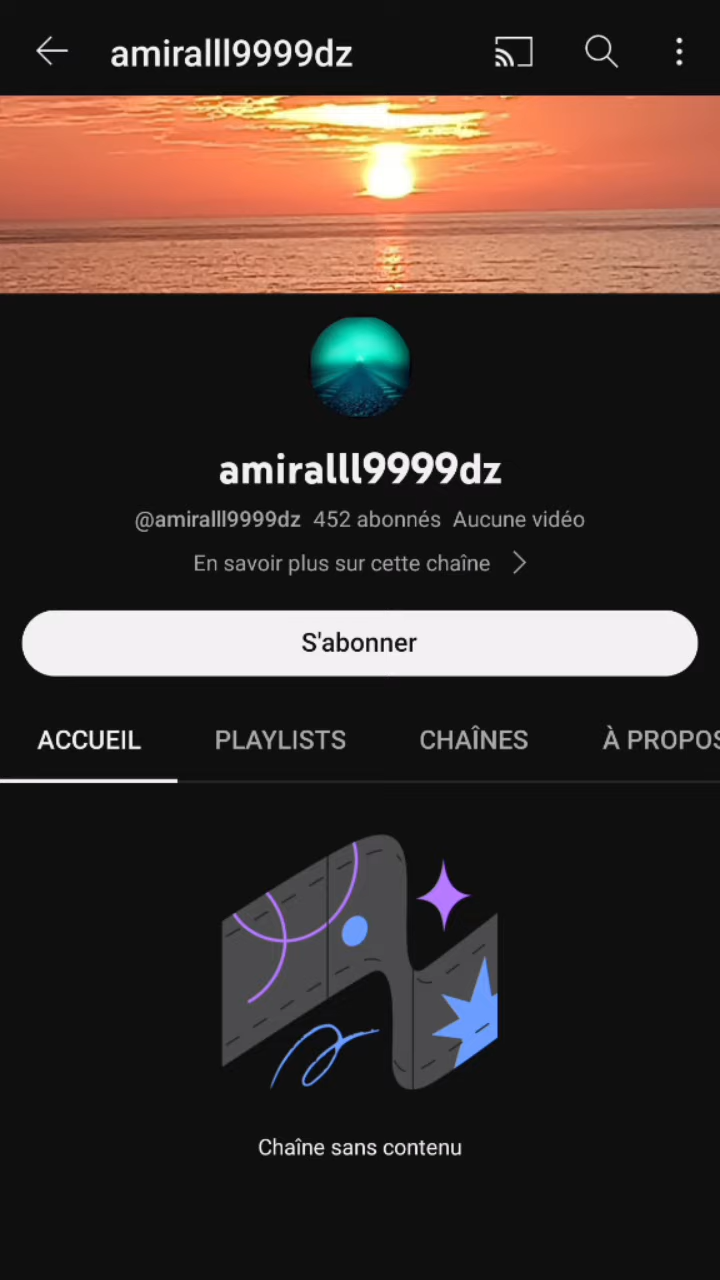 amiralll9999dz
amiralll9999dz
@amiralll9999dz 452 abonnés Aucune vidéo
En savoir plus sur cette chaîne
S'abonner
ACCUEIL PLAYLISTS CHAÎNES À PROPOS
Chaîne sans contenu